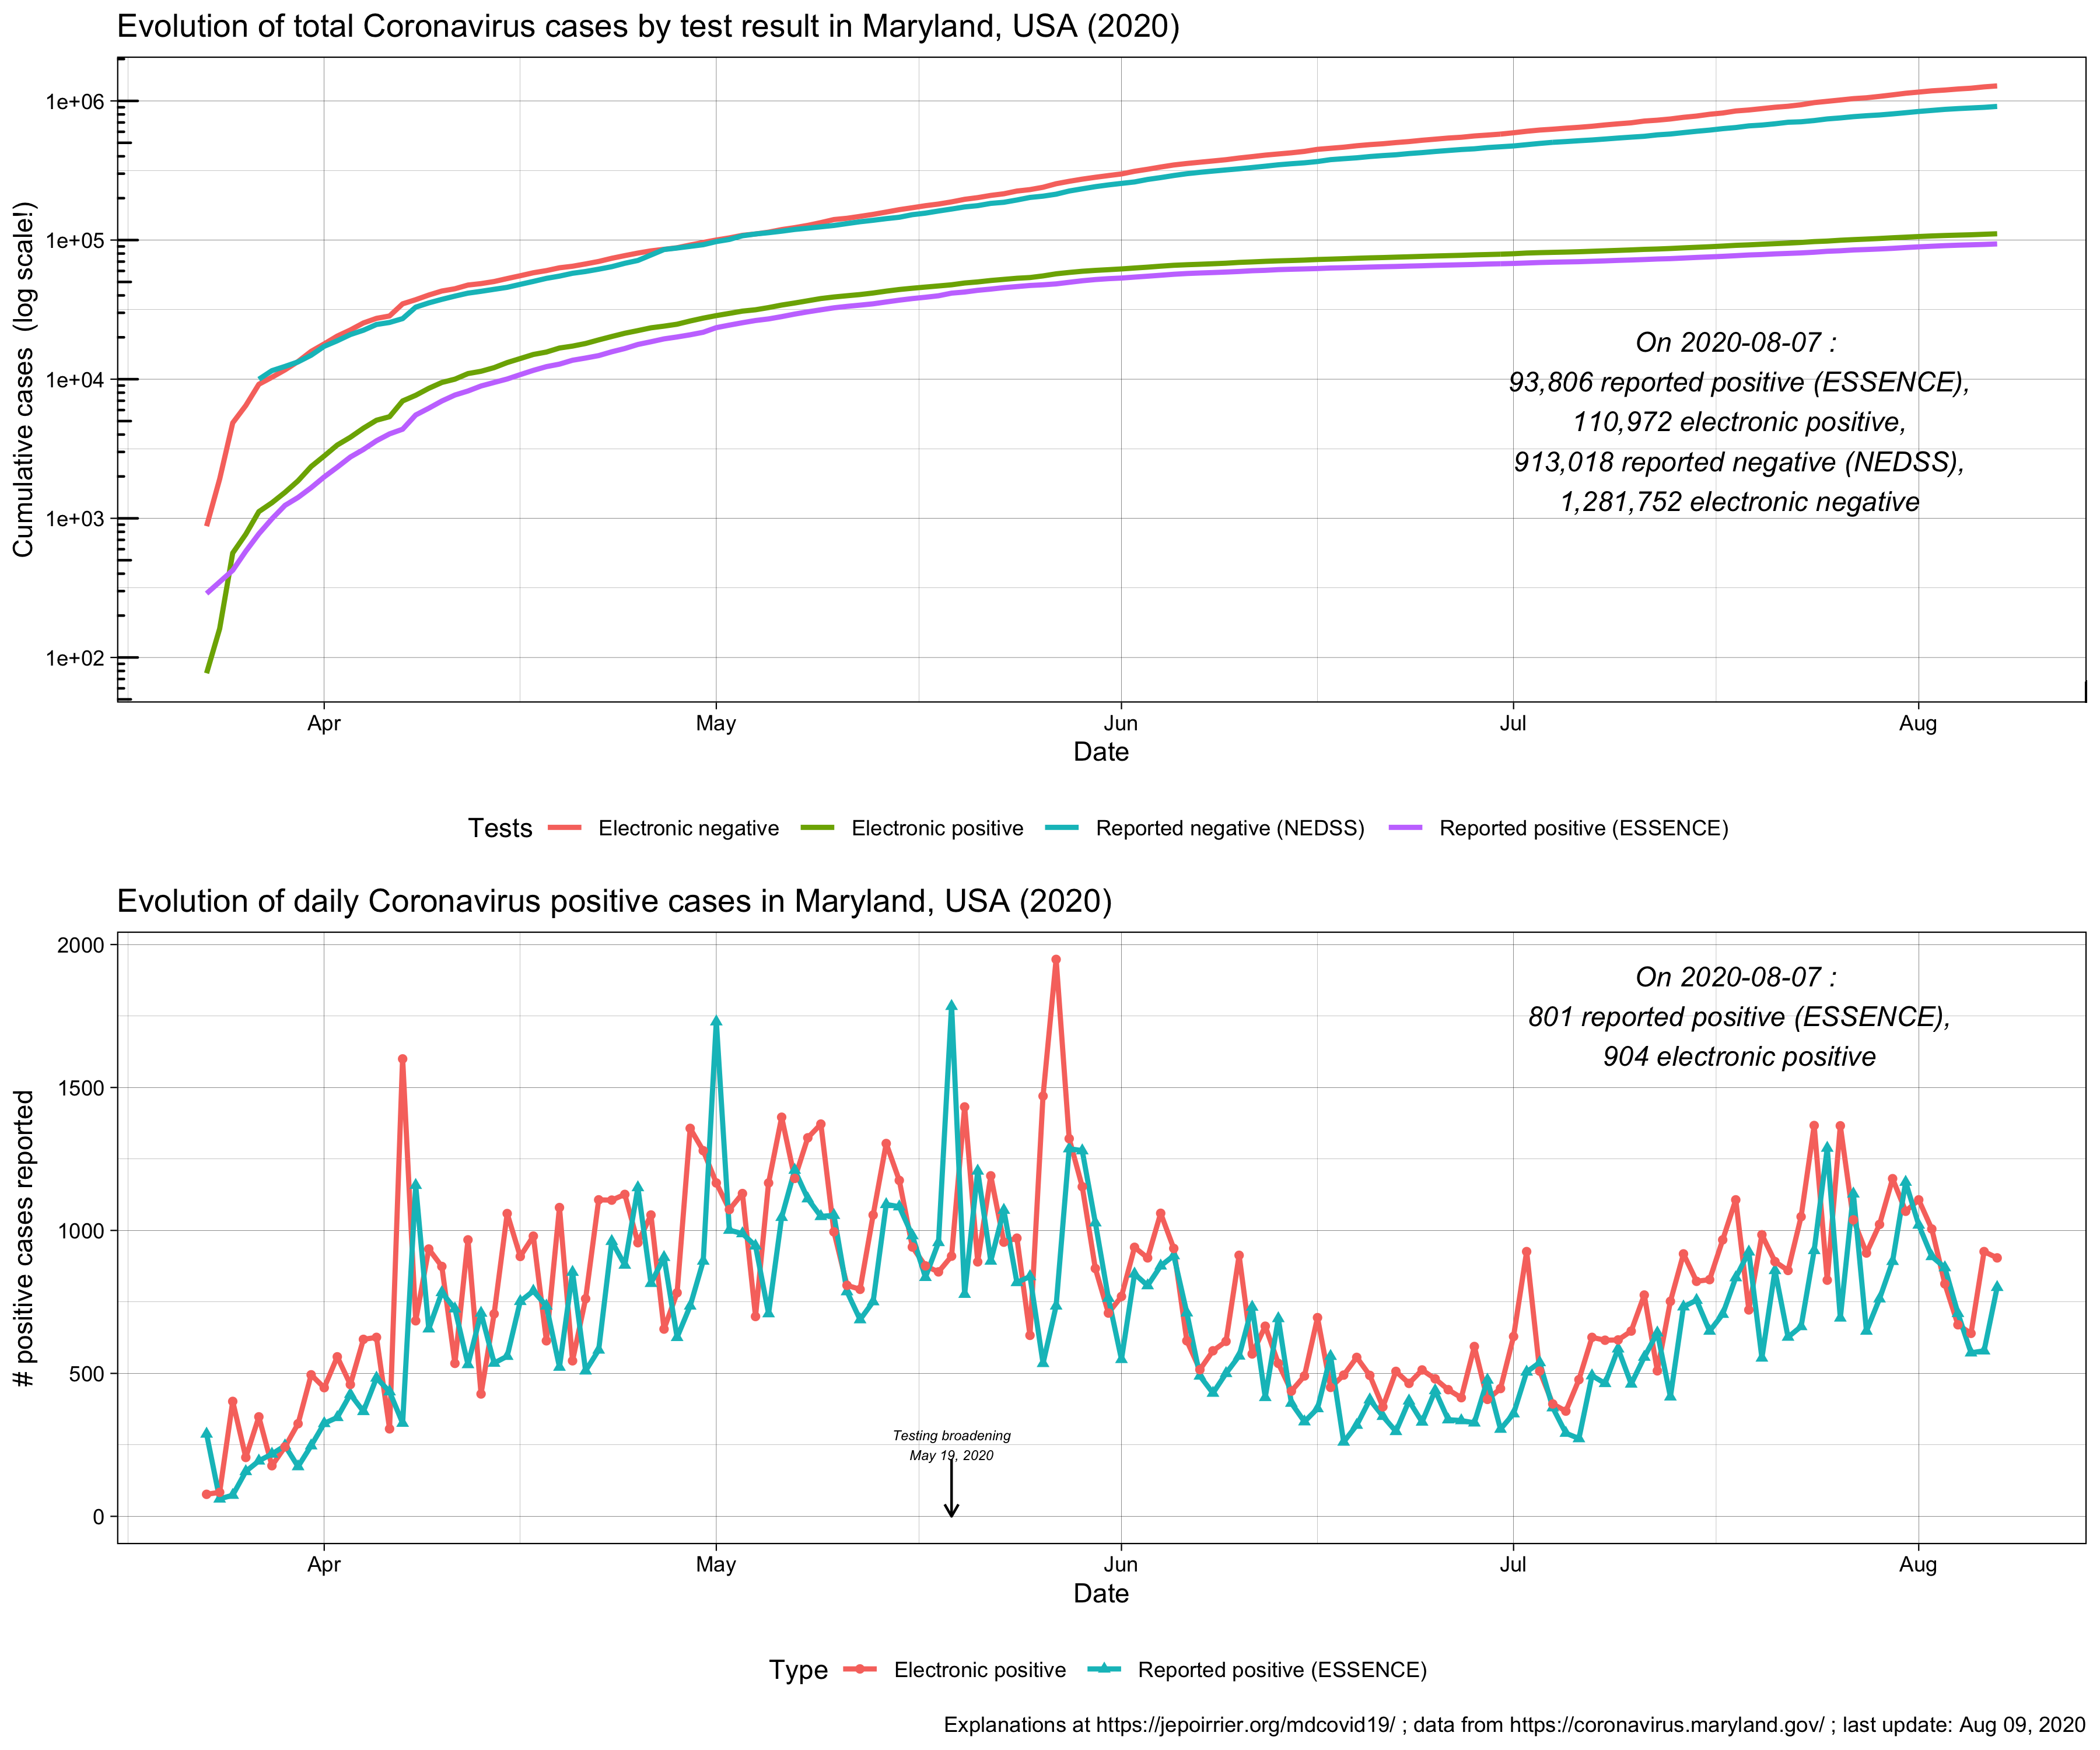 Evolution of total Coronavirus cases by test result in Maryland, USA (2020)
Cumulative cases (log scale!)
1e+06
1e+05
1e+04
1e+03
1e+02
On 2020-08-07 :
93,806 reported positive (ESSENCE),
110,972 electronic positive,
913,018 reported negative (NEDSS),
1,281,752 electronic negative
Apr May Jun Jul Aug
Date
Tests Electronic negative Electronic positive Reported negative (NEDSS) Reported positive (ESSENCE)
Evolution of daily Coronavirus positive cases in Maryland, USA (2020)
# positive cases reported
2000
1500
1000
500
0
On 2020-08-07 :
801 reported positive (ESSENCE),
904 electronic positive
Testing broadening
May 19, 2020
Apr May Jun Jul Aug
Date
Type Electronic positive Reported positive (ESSENCE)
Explanations at https://jepoirrier.org/mdcovid19/ ; data from https://coronavirus.maryland.gov/ ; last update: Aug 09, 2020